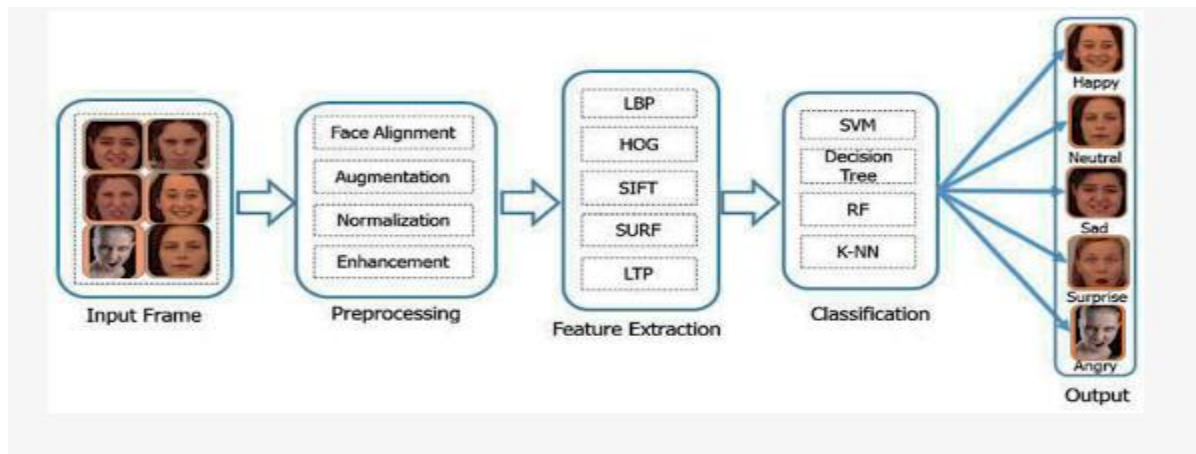 Face Alignment
Augmentation
Normalization
Enhancement
LBP
HOG
SIFT
SURF
LTP
SVM
Decision
Tree
RF
K-NN
Happy
Neutral
Sad
Surprise
Angry
Input Frame
Preprocessing
Feature Extraction
Classification
Output